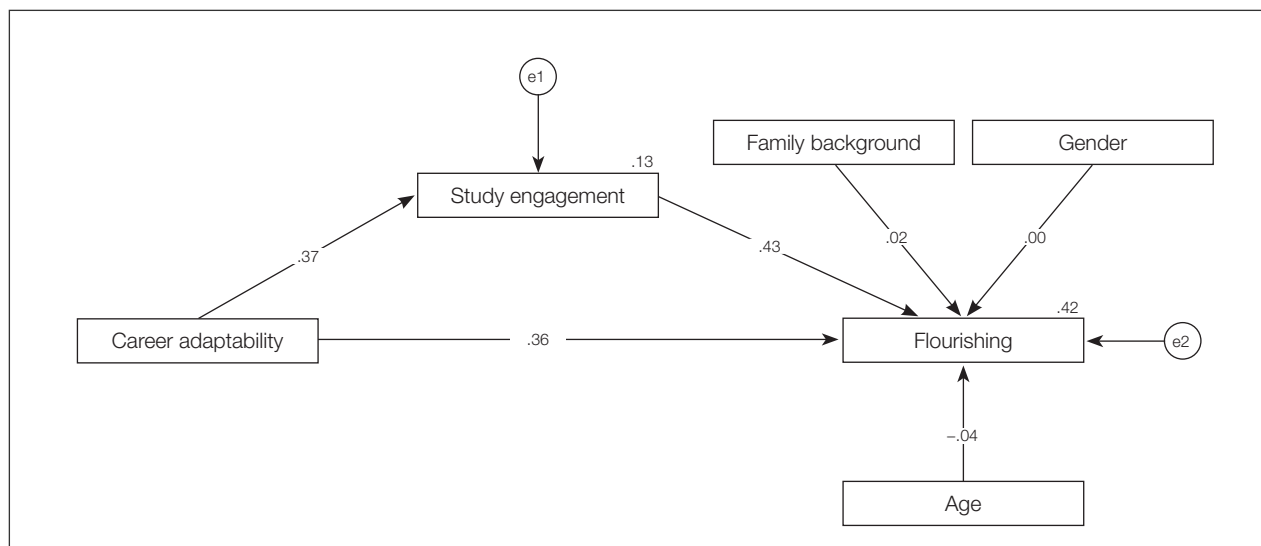 e1
Family background
Gender
.13
Study engagement
.02
.00
.43
.37
.42
Career adaptability
.36
Flourishing
e2
–.04
Age